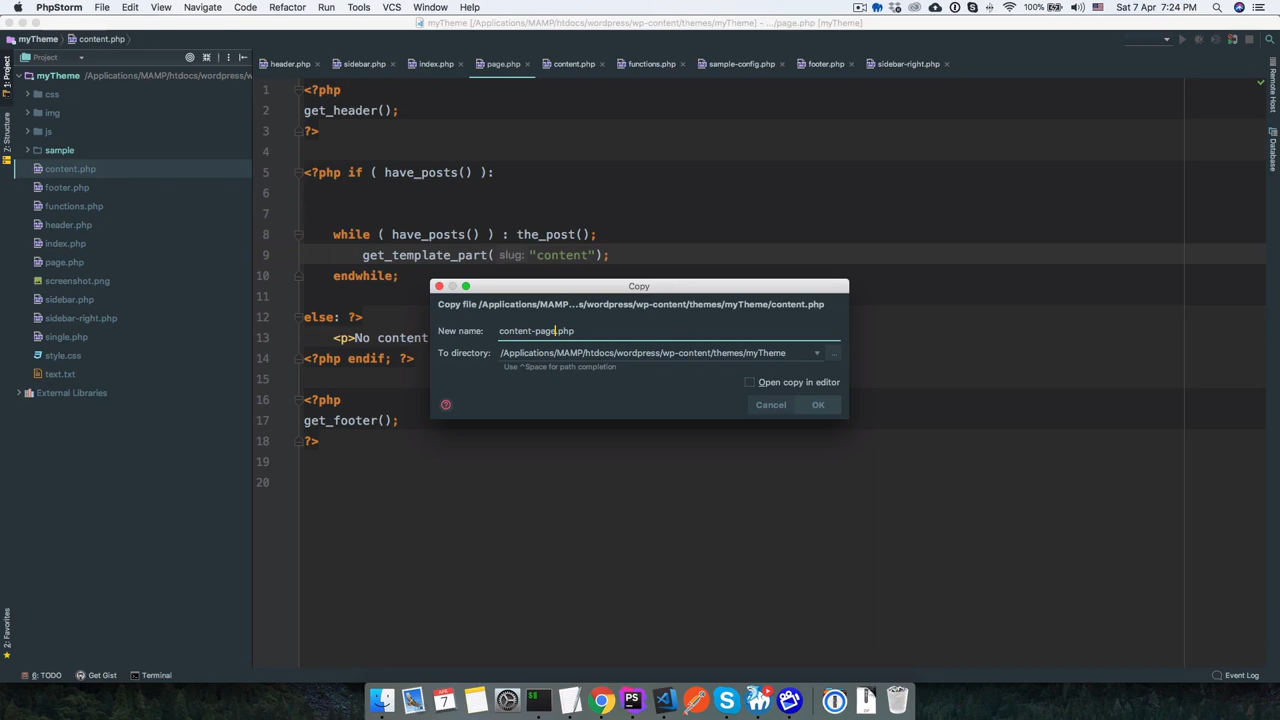 PhpStorm File Edit View Navigate Code Refactor Run Tools VCS Window Help 100% Sat 7 Apr 7:24 PM
myTheme [/Applications/MAMP/htdocs/wordpress/wp-content/themes/myTheme] - .../page.php [myTheme]
myTheme content.php
Project
header.php sidebar.php index.php page.php content.php functions.php sample-config.php footer.php sidebar-right.php
1: Project
Z: Structure
2: Favorites
Remote Host
Database
myTheme /Applications/MAMP/htdocs/wordpress/w
css
img
js
sample
content.php
footer.php
functions.php
header.php
index.php
page.php
screenshot.png
sidebar.php
sidebar-right.php
single.php
style.css
text.txt
External Libraries
1 <?php
2 get_header();
3 ?>
4
5 <?php if ( have_posts() ):
6
7
8 while ( have_posts() ) : the_post();
9 get_template_part( slug: "content");
10 endwhile;
11
12 else: ?>
13 <p>No content
14 <?php endif; ?>
15
16 <?php
17 get_footer();
18 ?>
19
20
Copy
Copy file /Applications/MAMP...s/wordpress/wp-content/themes/myTheme/content.php
New name: content-page.php
To directory: /Applications/MAMP/htdocs/wordpress/wp-content/themes/myTheme ...
Use ^Space for path completion
Open copy in editor
? Cancel OK
6: TODO Get Gist Terminal Event Log